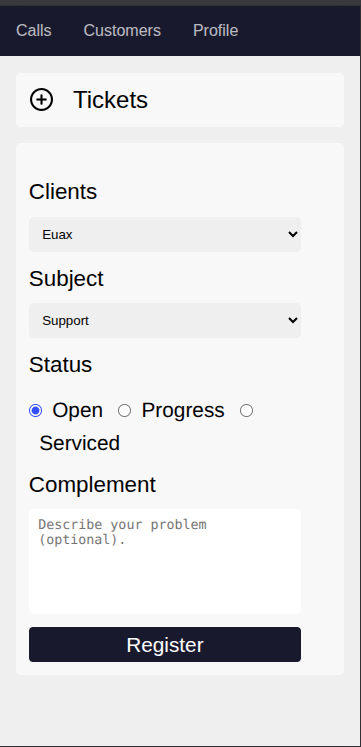 Calls Customers Profile
Tickets
Clients
Euax
Subject
Support
Status
Open Progress
Serviced
Complement
Describe your problem
(optional).
Register